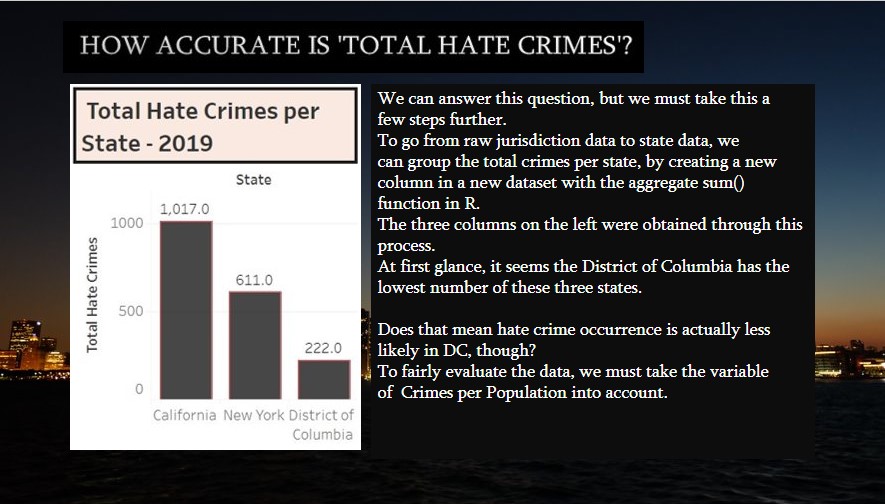 HOW ACCURATE IS 'TOTAL HATE CRIMES'?
Total Hate Crimes per
State - 2019
State
Total Hate Crimes
1000
500
0
1,017.0
611.0
222.0
California New York District of
Columbia
We can answer this question, but we must take this a
few steps further.
To go from raw jurisdiction data to state data, we
can group the total crimes per state, by creating a new
column in a new dataset with the aggregate sum()
function in R.
The three columns on the left were obtained through this
process.
At first glance, it seems the District of Columbia has the
lowest number of these three states.
Does that mean hate crime occurrence is actually less
likely in DC, though?
To fairly evaluate the data, we must take the variable
of Crimes per Population into account.